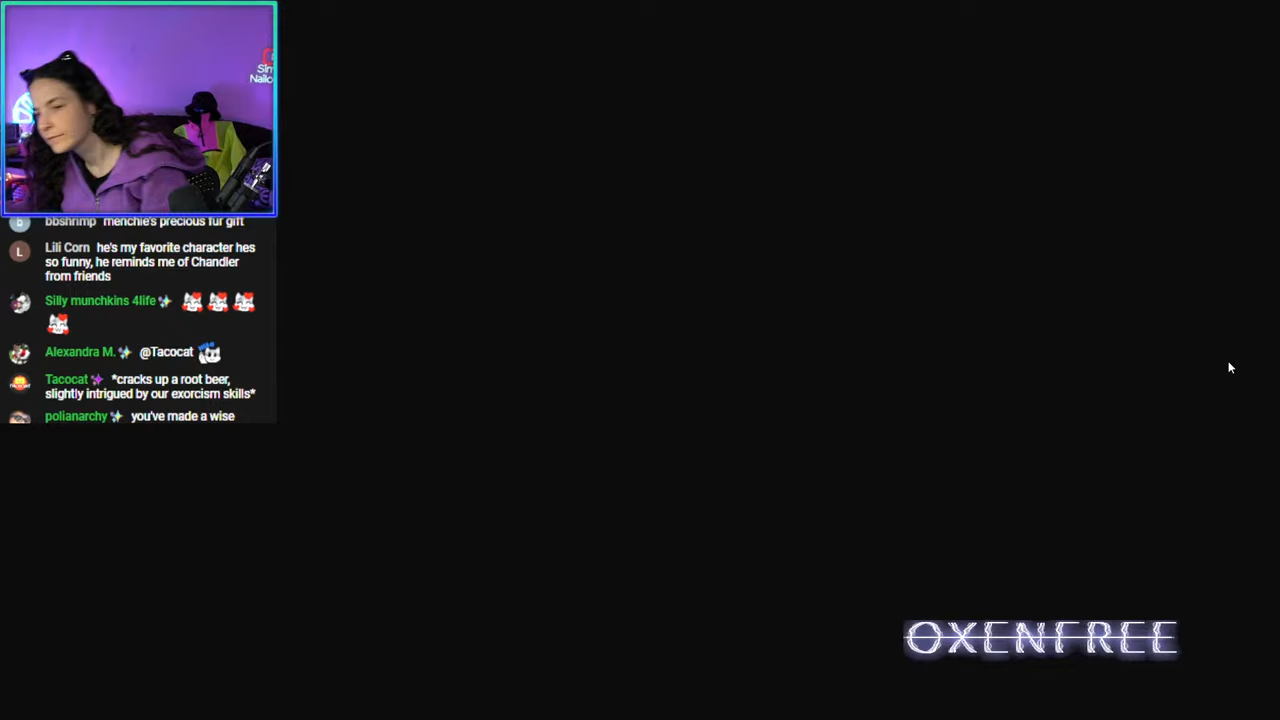 Sim
Nailo
bbshrimp menchie's precious fur gift
L
Lili Corn he's my favorite character hes
so funny, he reminds me of Chandler
from friends
Silly munchkins 4life
Alexandra M. @Tacocat
Tacocat *cracks up a root beer,
slightly intrigued by our exorcism skills*
polianarchy you've made a wise
OXENFREE